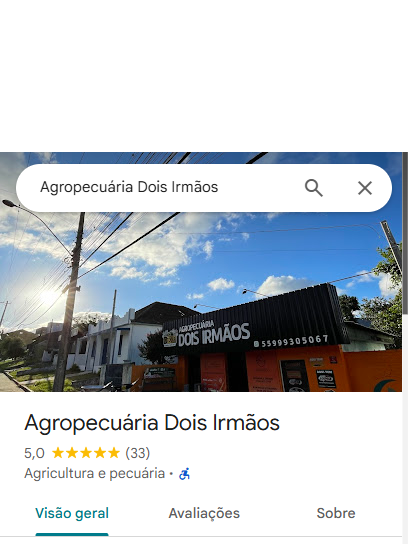 Agropecuária Dois Irmãos
AGROPECUÁRIA
DOIS IRMÃOS
55999305067
Agropecuária Dois Irmãos
5,0 ★★★★★ (33)
Agricultura e pecuária ·
Visão geral Avaliações Sobre